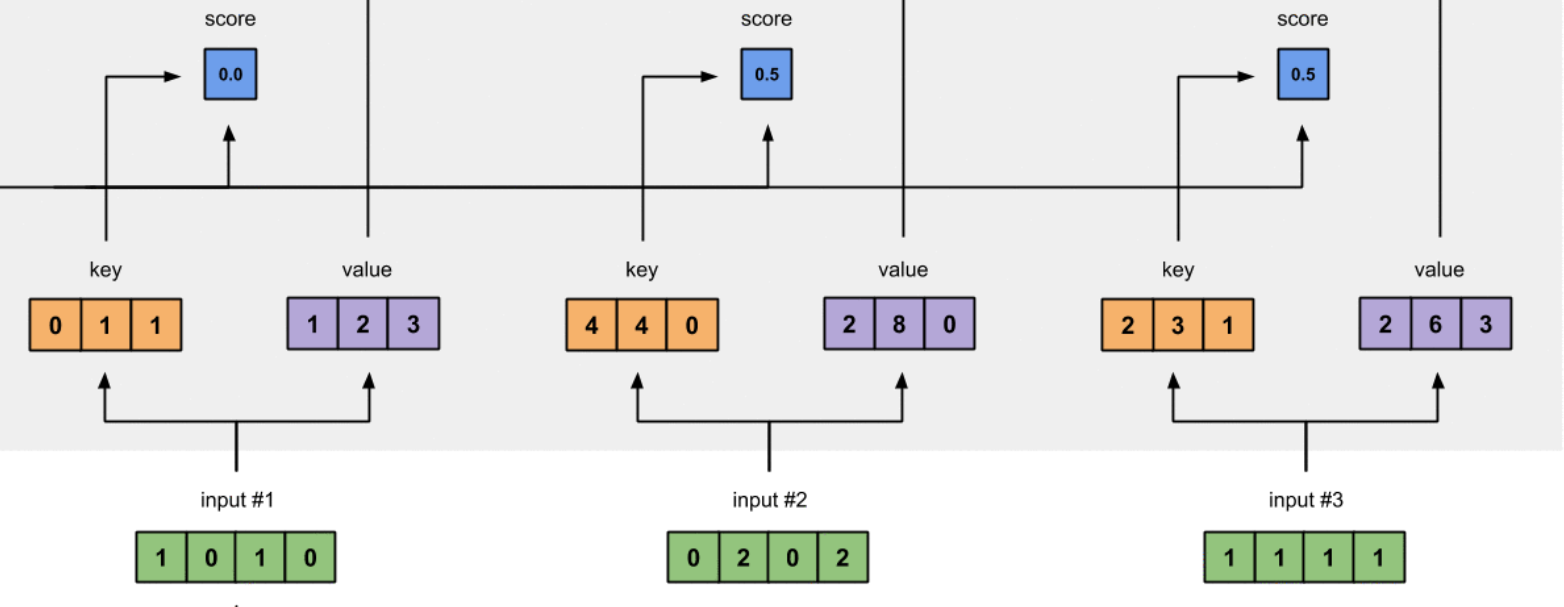 score score score
0.0 0.5 0.5
key value key value key value
0 1 1 1 2 3 4 4 0 2 8 0 2 3 1 2 6 3
input #1 input #2 input #3
1 0 1 0 0 2 0 2 1 1 1 1